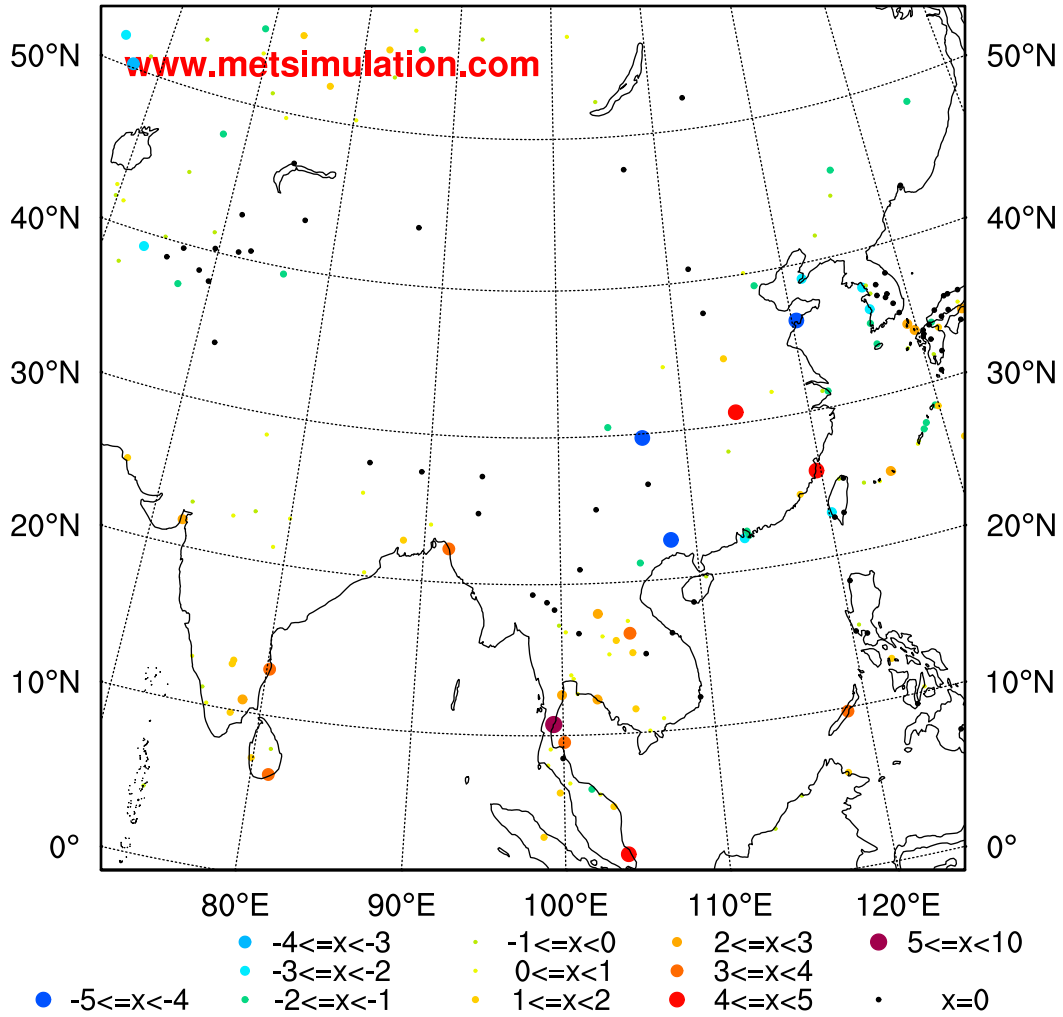 50°N 50°N
www.metsimulation.com
40°N 40°N
30°N 30°N
20°N 20°N
10°N 10°N
0° 0°
80°E 90°E 100°E 110°E 120°E
-4<=x<-3 -1<=x<0 2<=x<3 5<=x<10
-3<=x<-2 0<=x<1 3<=x<4
-5<=x<-4 -2<=x<-1 1<=x<2 4<=x<5 x=0